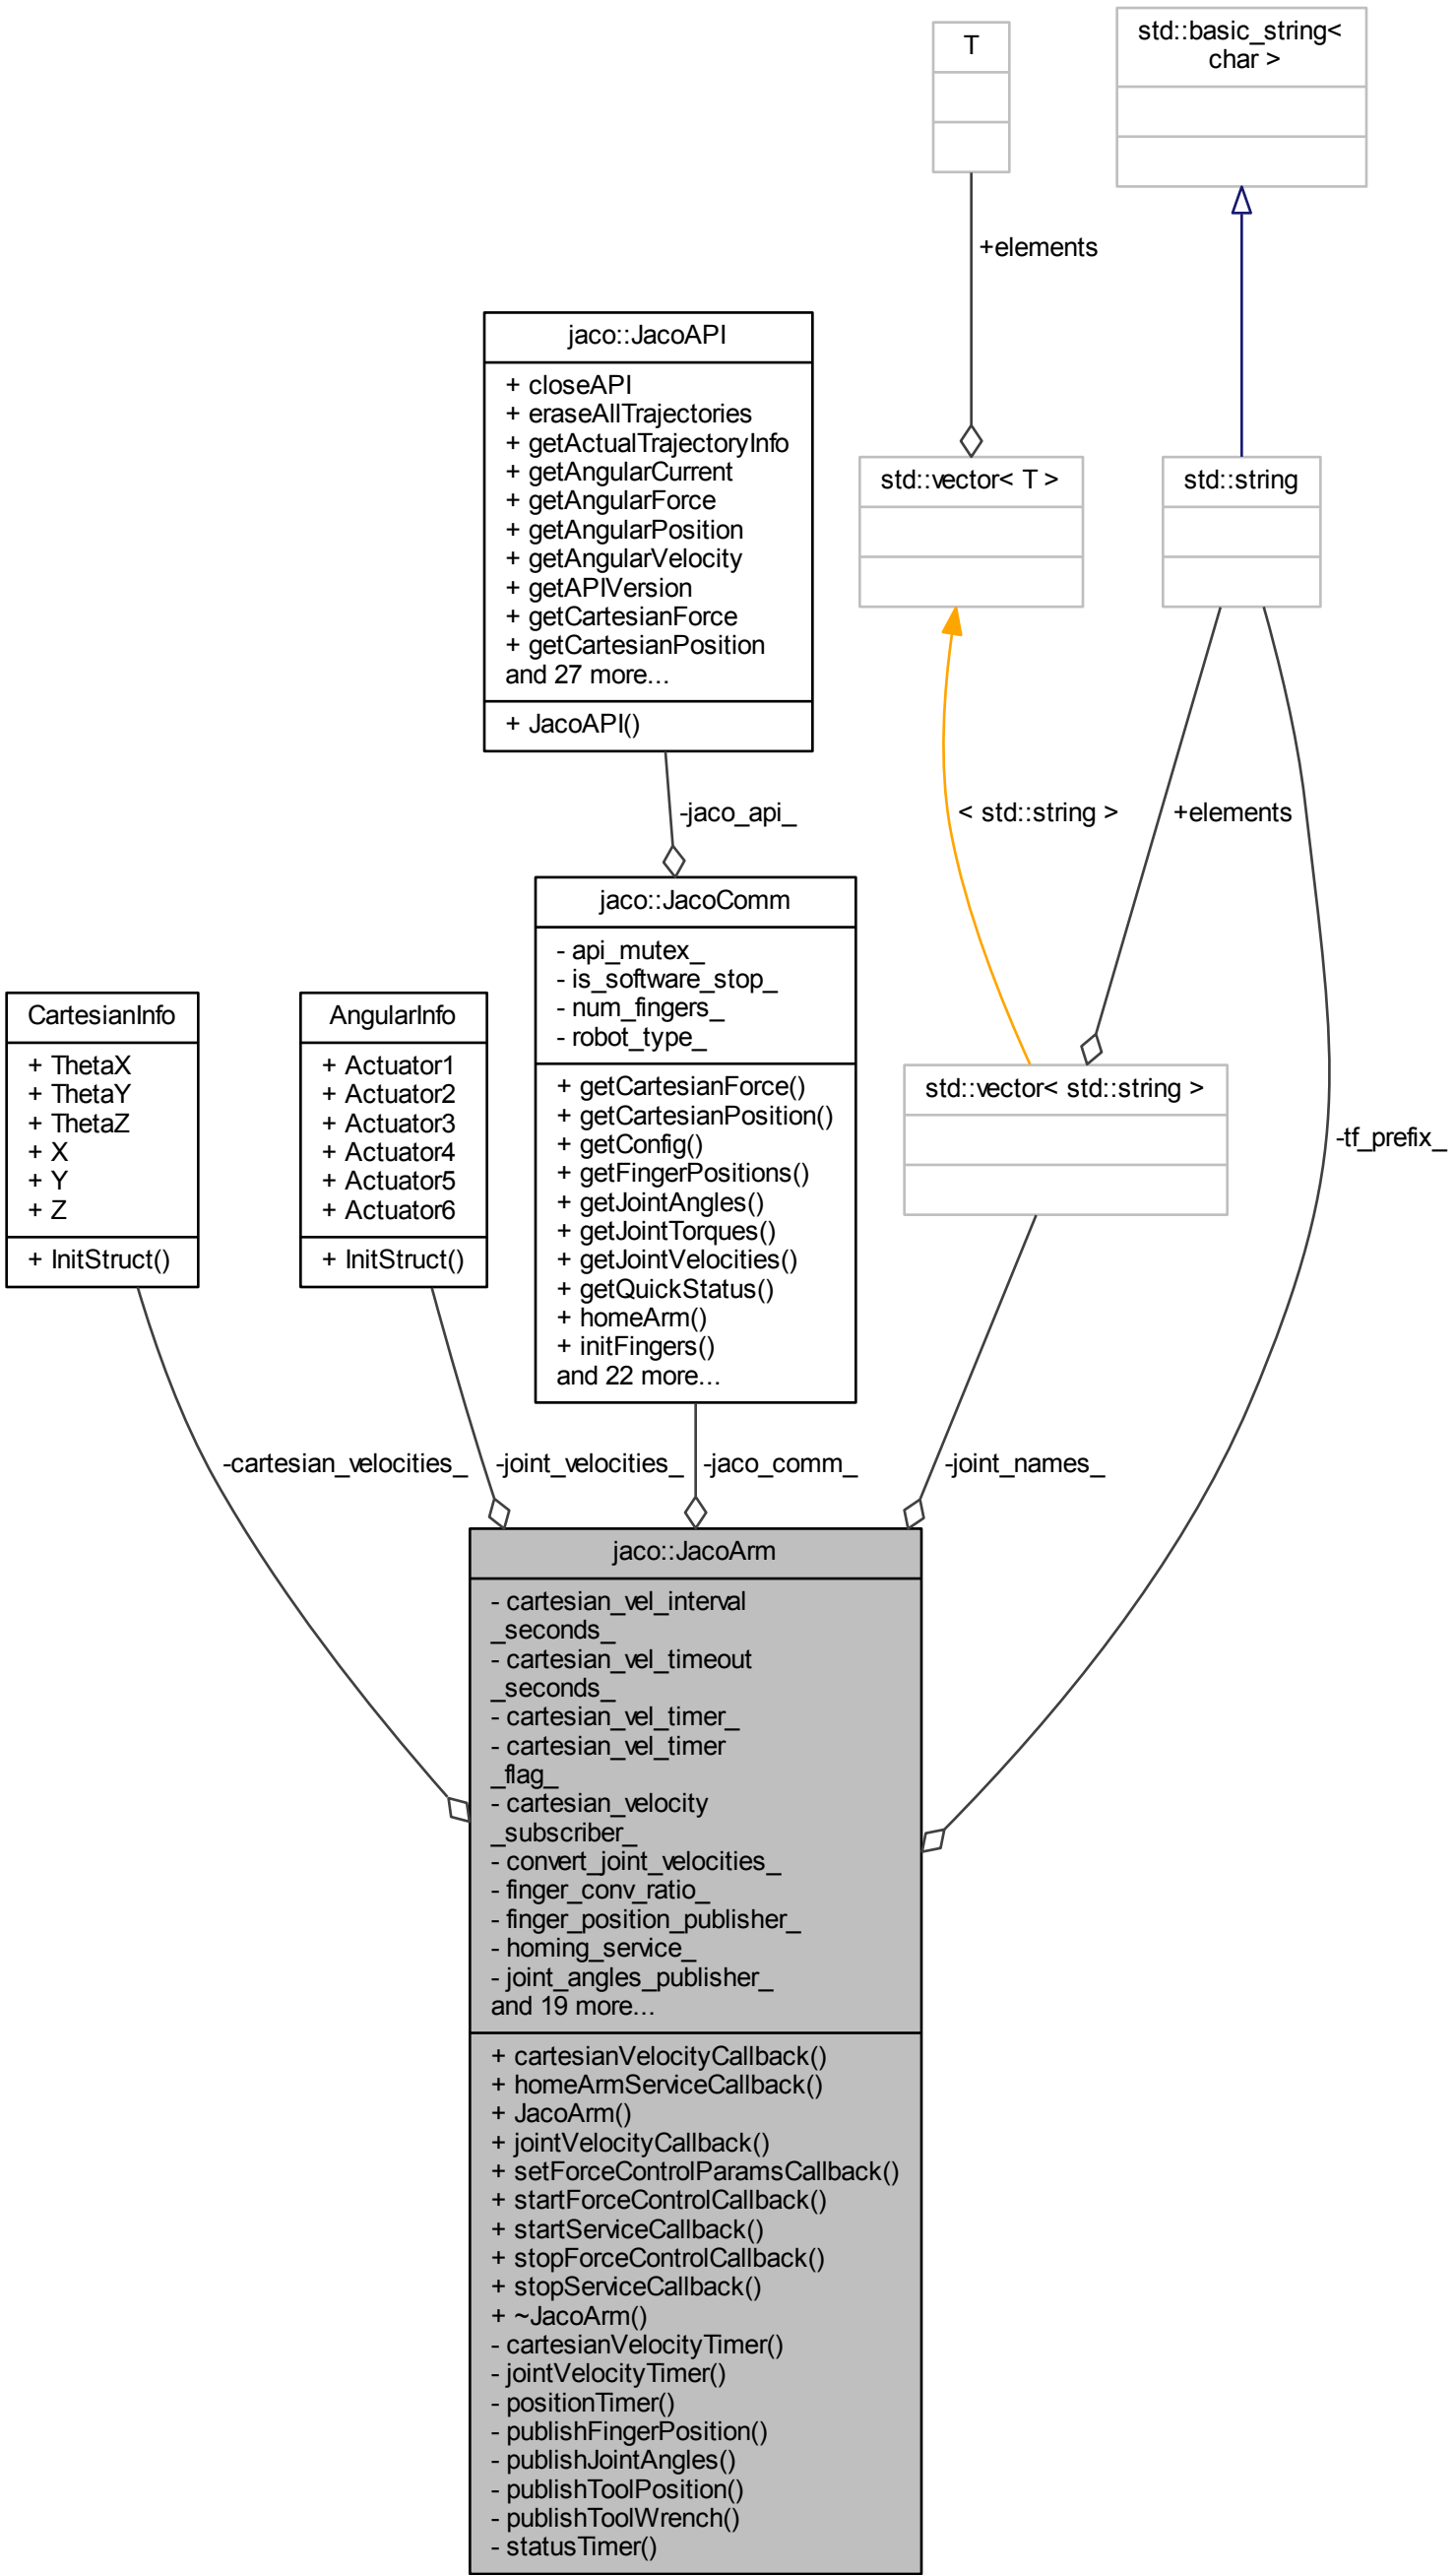 T
std::basic_string<
char >
+elements
jaco::JacoAPI
+ closeAPI
+ eraseAllTrajectories
+ getActualTrajectoryInfo
+ getAngularCurrent
+ getAngularForce
+ getAngularPosition
+ getAngularVelocity
+ getAPIVersion
+ getCartesianForce
+ getCartesianPosition
and 27 more...
+ JacoAPI()
std::vector< T >
std::string
-jaco_api_
< std::string >
+elements
jaco::JacoComm
- api_mutex_
- is_software_stop_
- num_fingers_
- robot_type_
+ getCartesianForce()
+ getCartesianPosition()
+ getConfig()
+ getFingerPositions()
+ getJointAngles()
+ getJointTorques()
+ getJointVelocities()
+ getQuickStatus()
+ homeArm()
+ initFingers()
and 22 more...
CartesianInfo
+ ThetaX
+ ThetaY
+ ThetaZ
+ X
+ Y
+ Z
+ InitStruct()
AngularInfo
+ Actuator1
+ Actuator2
+ Actuator3
+ Actuator4
+ Actuator5
+ Actuator6
+ InitStruct()
std::vector< std::string >
-tf_prefix_
-cartesian_velocities_
-joint_velocities_
-jaco_comm_
-joint_names_
jaco::JacoArm
- cartesian_vel_interval
_seconds_
- cartesian_vel_timeout
_seconds_
- cartesian_vel_timer_
- cartesian_vel_timer
_flag_
- cartesian_velocity
_subscriber_
- convert_joint_velocities_
- finger_conv_ratio_
- finger_position_publisher_
- homing_service_
- joint_angles_publisher_
and 19 more...
+ cartesianVelocityCallback()
+ homeArmServiceCallback()
+ JacoArm()
+ jointVelocityCallback()
+ setForceControlParamsCallback()
+ startForceControlCallback()
+ startServiceCallback()
+ stopForceControlCallback()
+ stopServiceCallback()
+ ~JacoArm()
- cartesianVelocityTimer()
- jointVelocityTimer()
- positionTimer()
- publishFingerPosition()
- publishJointAngles()
- publishToolPosition()
- publishToolWrench()
- statusTimer()